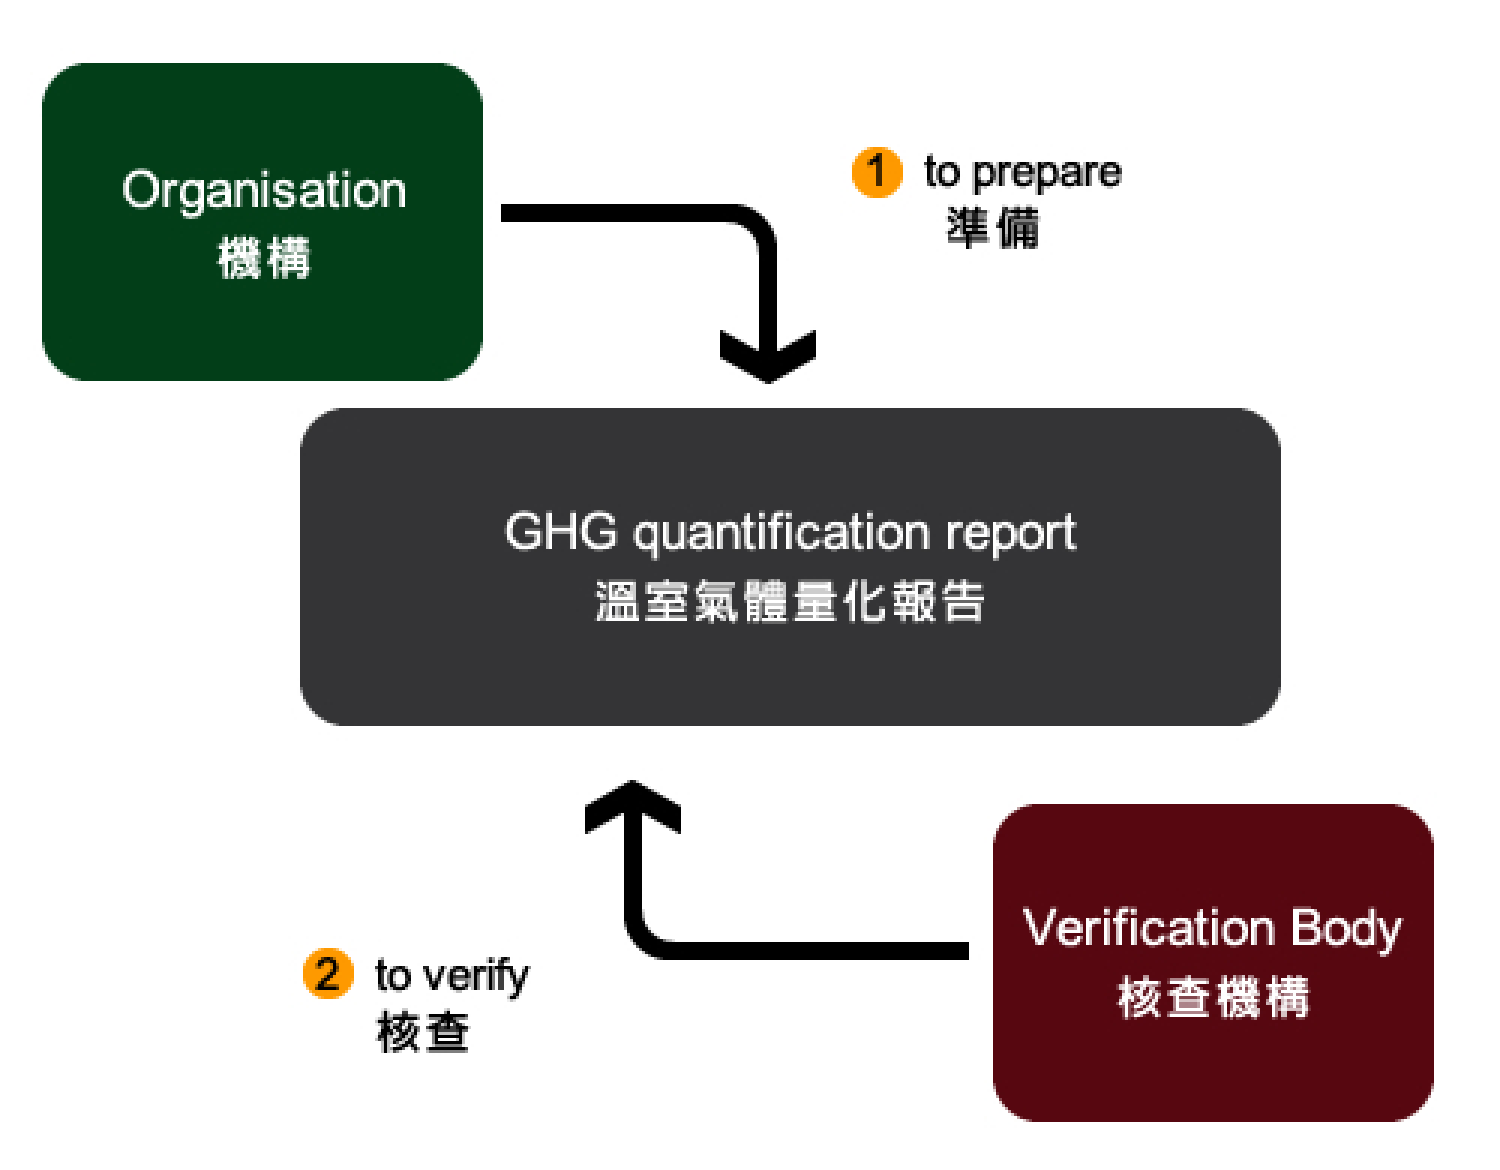 Organisation
機構
1 to prepare
準備
GHG quantification report
溫室氣體量化報告
2 to verify
核查
Verification Body
核查機構